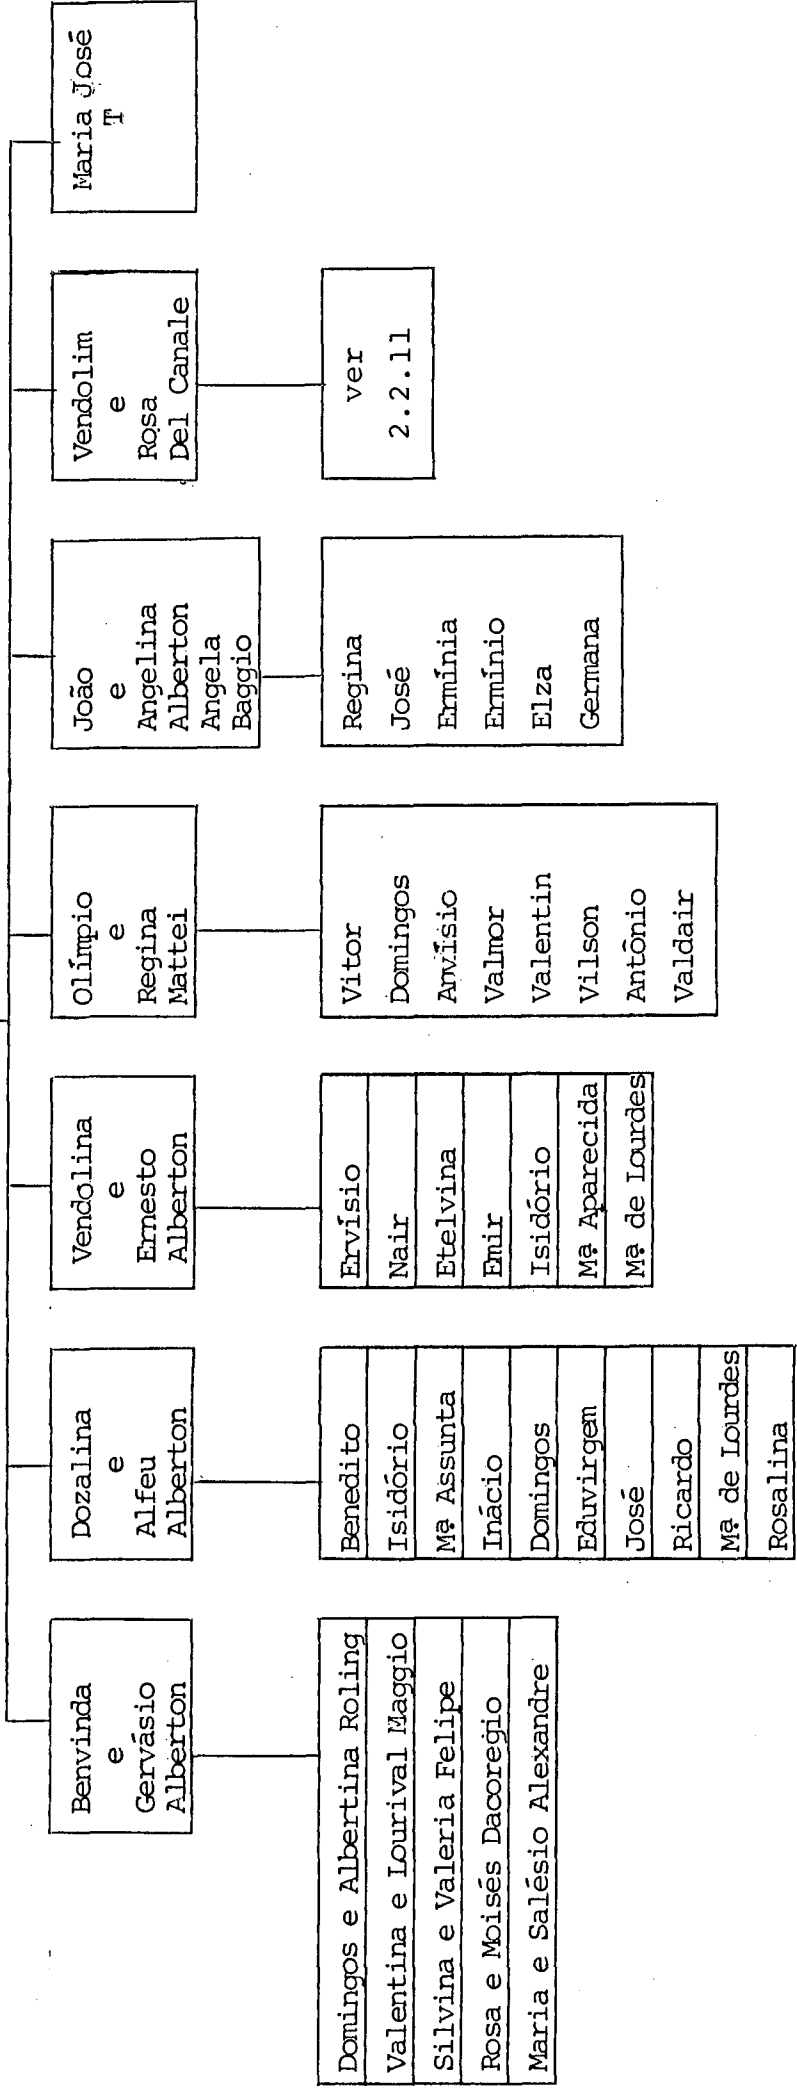 Benvinda
e
Gervásio
Alberton
Domingos e Albertina Roling
Valentina e Lourival Maggio
Silvina e Valeria Felipe
Rosa e Moisés Dacoregio
Maria e Salésio Alexandre
Dozalina
e
Alfeu
Alberton
Benedito
Isidório
Mª Assunta
Inácio
Domingos
Eduvirgem
José
Ricardo
Mª de Lourdes
Rosalina
Vendolina
e
Ernesto
Alberton
Ervísio
Nair
Etelvina
Emir
Isidório
Mª Aparecida
Mª de Lourdes
Olímpio
e
Regina
Mattei
Vitor
Domingos
Anvísio
Valmor
Valentin
Vilson
Antônio
Valdair
João
e
Angelina
Alberton
Angela
Baggio
Regina
José
Ermínia
Ermínio
Elza
Germana
Vendolim
e
Rosa
Del Canale
ver
2.2.11
Maria José
T